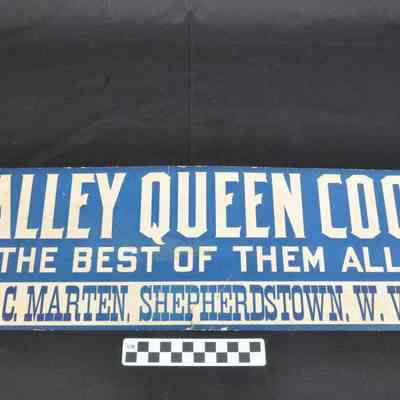 ALLEY QUEEN COO
THE BEST OF THEM ALL
C. MARTEN, SHEPHERDSTOWN, W. V